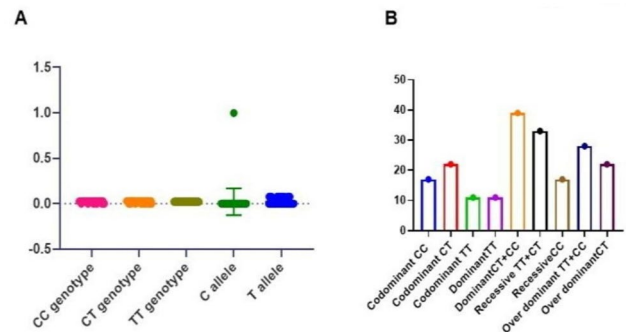 A
1.5
1.0
0.5
0.0
-0.5
CC genotype
CT genotype
TT genotype
C allele
T allele
B
50
40
30
20
10
0
Codominant CC
Codominant CT
Codominant TT
DominantTT
DominantCT+CC
Recessive TT+CT
RecessiveCC
Over dominant TT+CC
Over dominantCT